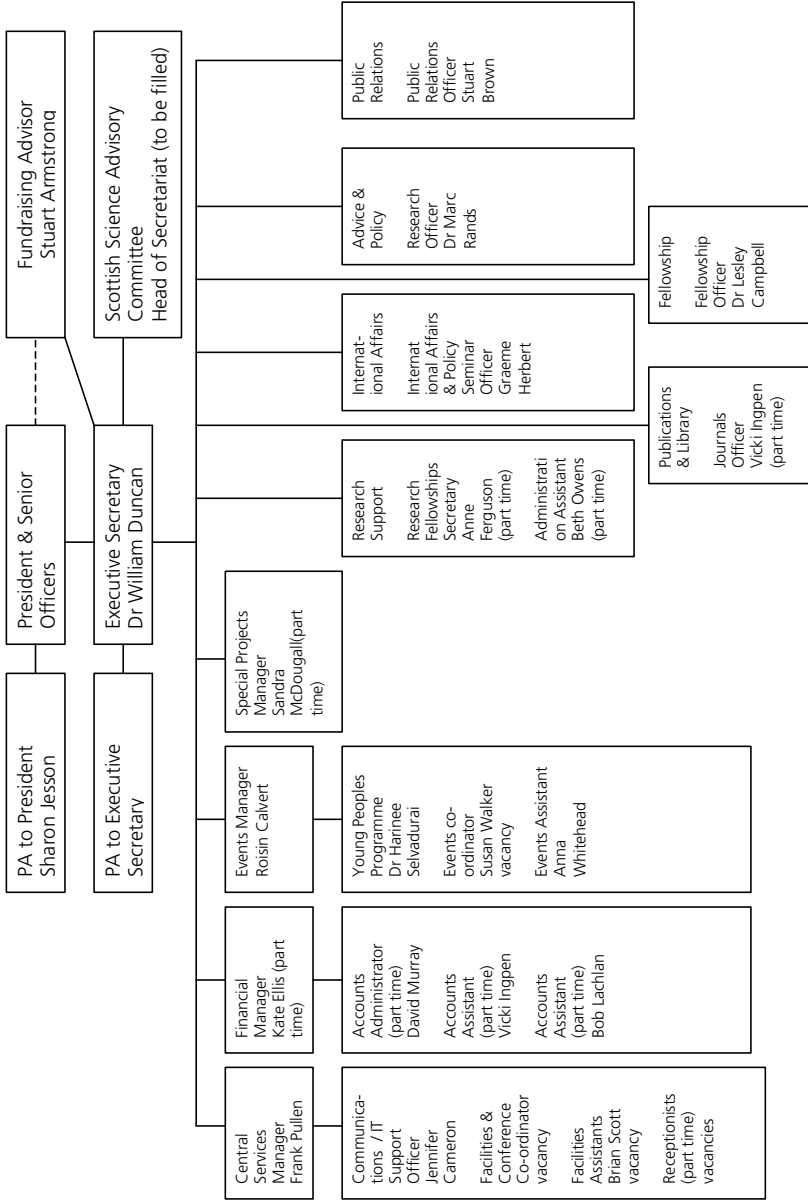 PA to President
Sharon Jesson
President & Senior
Officers
Fundraising Advisor
Stuart Armstrong
PA to Executive
Secretary
Executive Secretary
Dr William Duncan
Scottish Science Advisory
Committee
Head of Secretariat (to be filled)
Central
Services
Manager
Frank Pullen
Financial
Manager
Kate Ellis (part
time)
Events Manager
Roisin Calvert
Special Projects
Manager
Sandra
McDougall(part
time)
Communica-
tions / IT
Support
Officer
Jennifer
Cameron
Facilities &
Conference
Co-ordinator
vacancy
Facilities
Assistants
Brian Scott
vacancy
Receptionists
(part time)
vacancies
Accounts
Administrator
(part time)
David Murray
Accounts
Assistant
(part time)
Vicki Ingpen
Accounts
Assistant
(part time)
Bob Lachlan
Young Peoples
Programme
Dr Harinee
Selvadurai
Events co-
ordinator
Susan Walker
vacancy
Events Assistant
Anna
Whitehead
Research
Support
Research
Fellowships
Secretary
Anne
Ferguson
(part time)
Administrati
on Assistant
Beth Owens
(part time)
Internat-
ional Affairs
Internat
ional Affairs
& Policy
Seminar
Officer
Graeme
Herbert
Advice &
Policy
Research
Officer
Dr Marc
Rands
Public
Relations
Public
Relations
Officer
Stuart
Brown
Publications
& Library
Journals
Officer
Vicki Ingpen
(part time)
Fellowship
Fellowship
Officer
Dr Lesley
Campbell